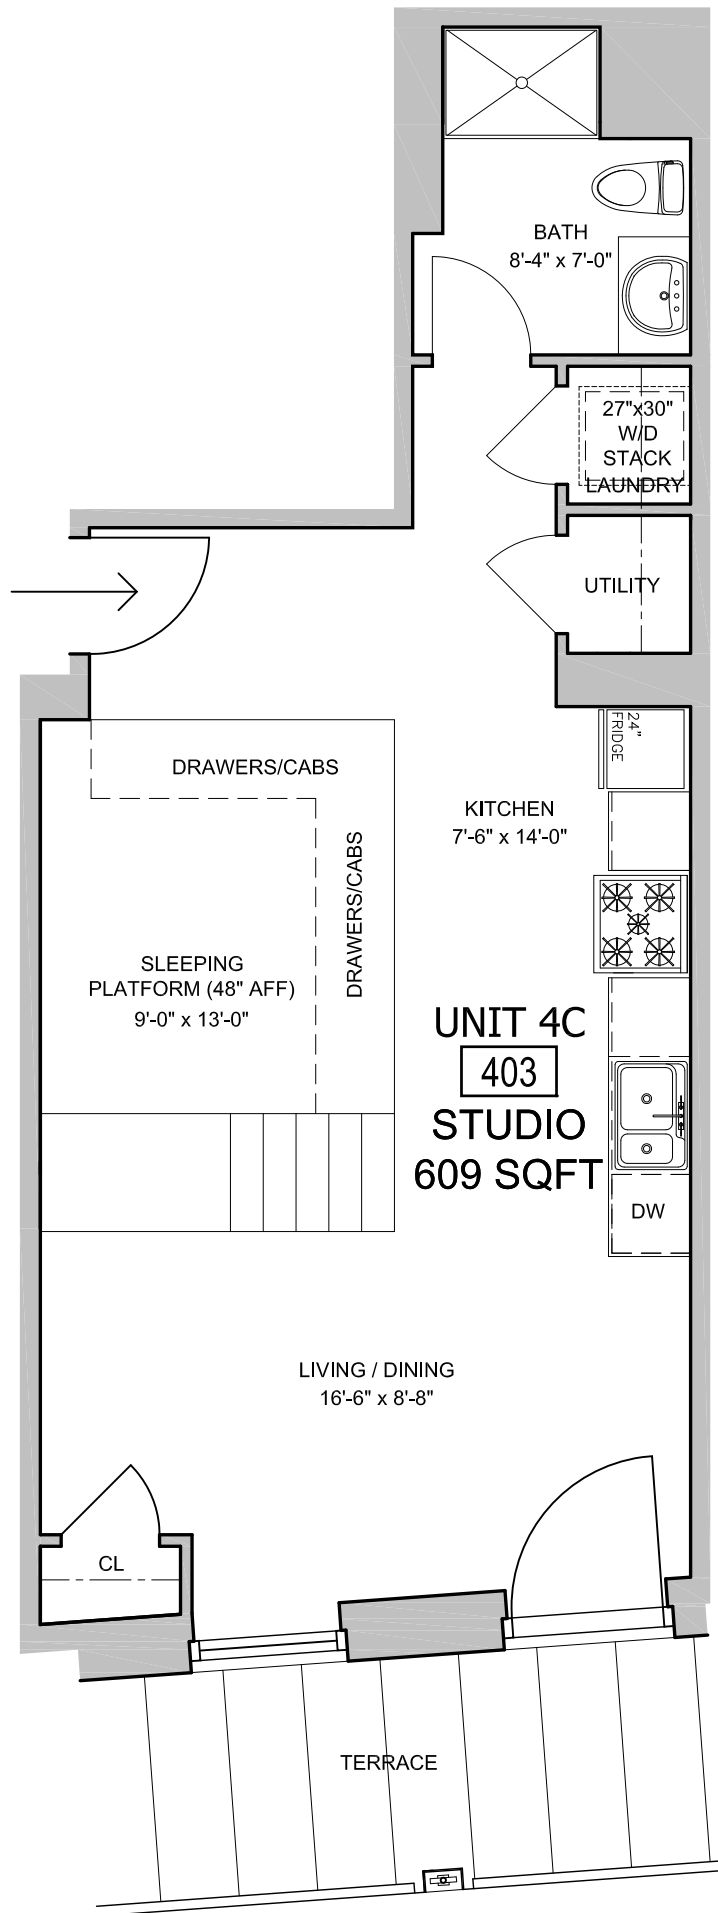 BATH
8'-4" x 7'-0"
27"x30"
W/D
STACK
LAUNDRY
UTILITY
24"
FRIDGE
DRAWERS/CABS
KITCHEN
7'-6" x 14'-0"
DRAWERS/CABS
SLEEPING
PLATFORM (48" AFF)
9'-0" x 13'-0"
UNIT 4C
403
STUDIO
609 SQFT
DW
LIVING / DINING
16'-6" x 8'-8"
CL
TERRACE